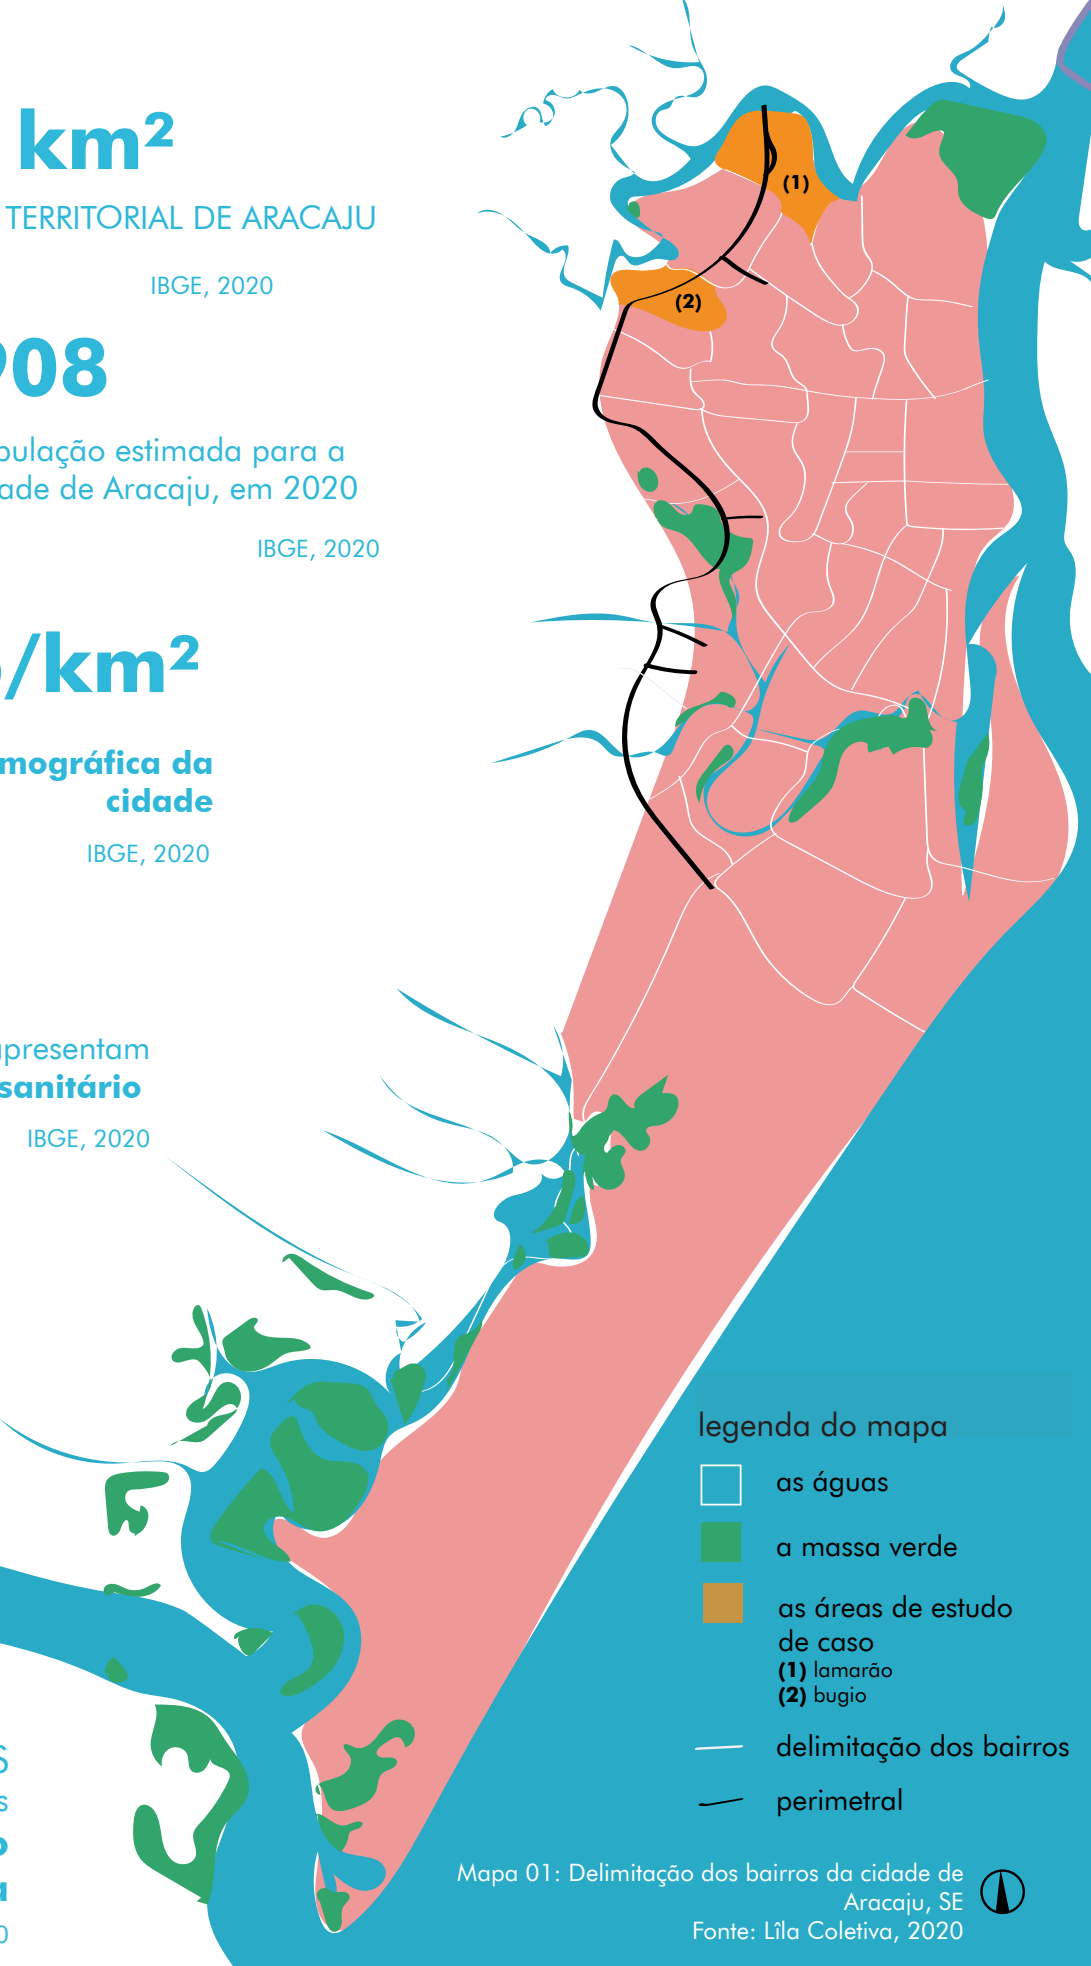 km²
TERRITORIAL DE ARACAJU
IBGE, 2020
908
pulação estimada para a
ade de Aracaju, em 2020
IBGE, 2020
/km²
mográfica da
cidade
IBGE, 2020
apresentam
sanitário
IBGE, 2020
S
s
o
a
0
(1)
(2)
legenda do mapa
as águas
a massa verde
as áreas de estudo
de caso
(1) lamarão
(2) bugio
delimitação dos bairros
perimetral
Mapa 01: Delimitação dos bairros da cidade de
Aracaju, SE
Fonte: Lîla Coletiva, 2020